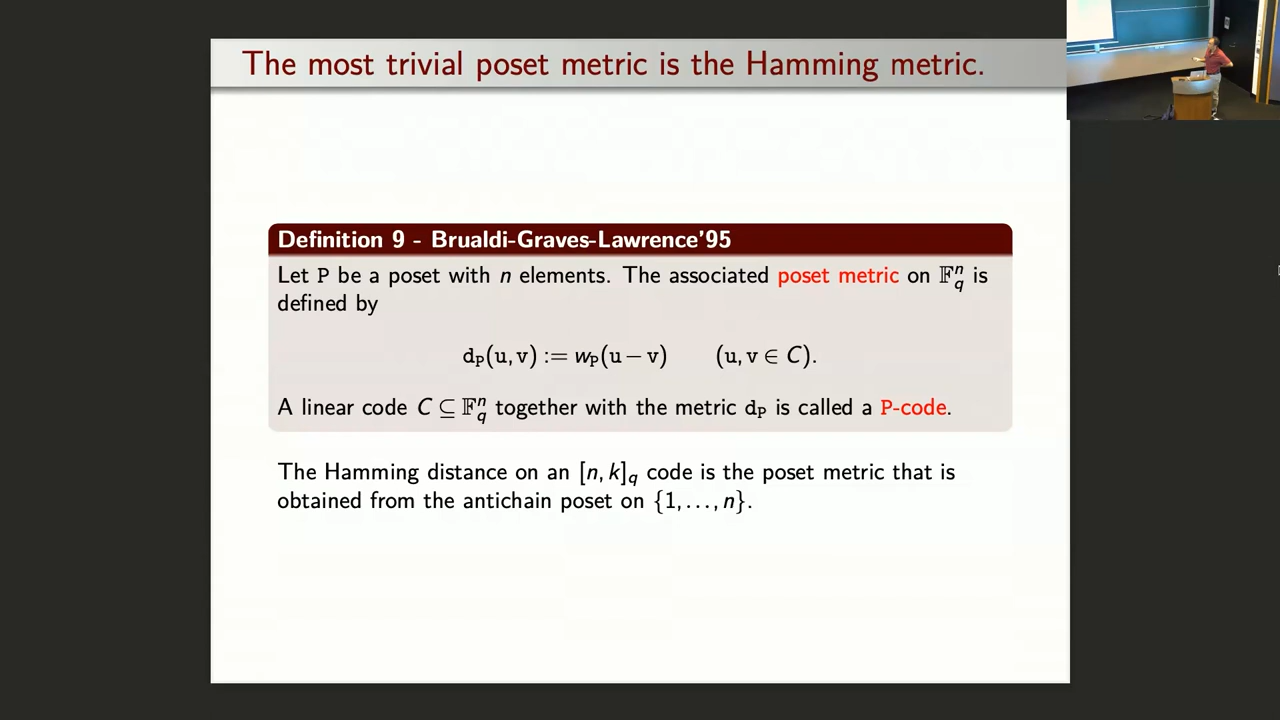 The most trivial poset metric is the Hamming metric.
Definition 9 - Brualdi-Graves-Lawrence'95
Let P be a poset with n elements. The associated poset metric on 𝔽_q^n is
defined by
d_P(u, v) := w_P(u − v) (u, v ∈ C).
A linear code C ⊆ 𝔽_q^n together with the metric d_P is called a P-code.
The Hamming distance on an [n, k]_q code is the poset metric that is
obtained from the antichain poset on {1, . . . , n}.